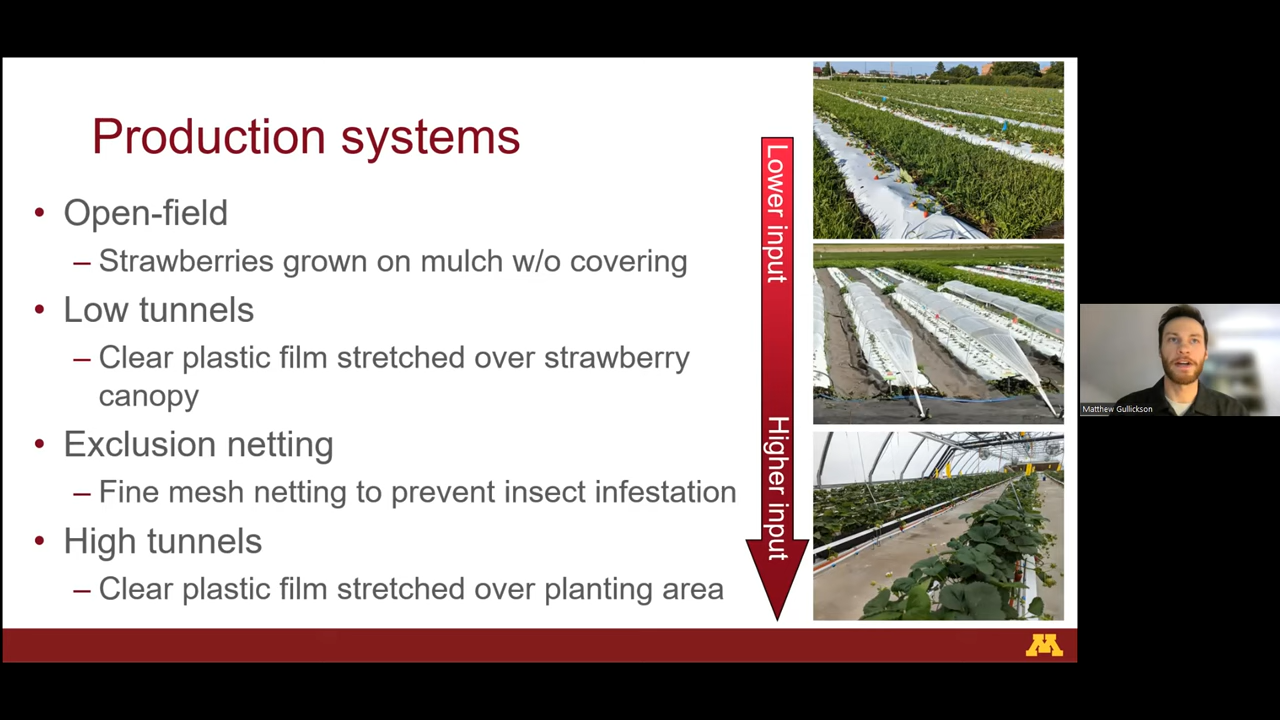 Production systems
• Open-field
– Strawberries grown on mulch w/o covering
• Low tunnels
– Clear plastic film stretched over strawberry
canopy
• Exclusion netting
– Fine mesh netting to prevent insect infestation
• High tunnels
– Clear plastic film stretched over planting area
Lower input
Higher input
M
Matthew Gullickson